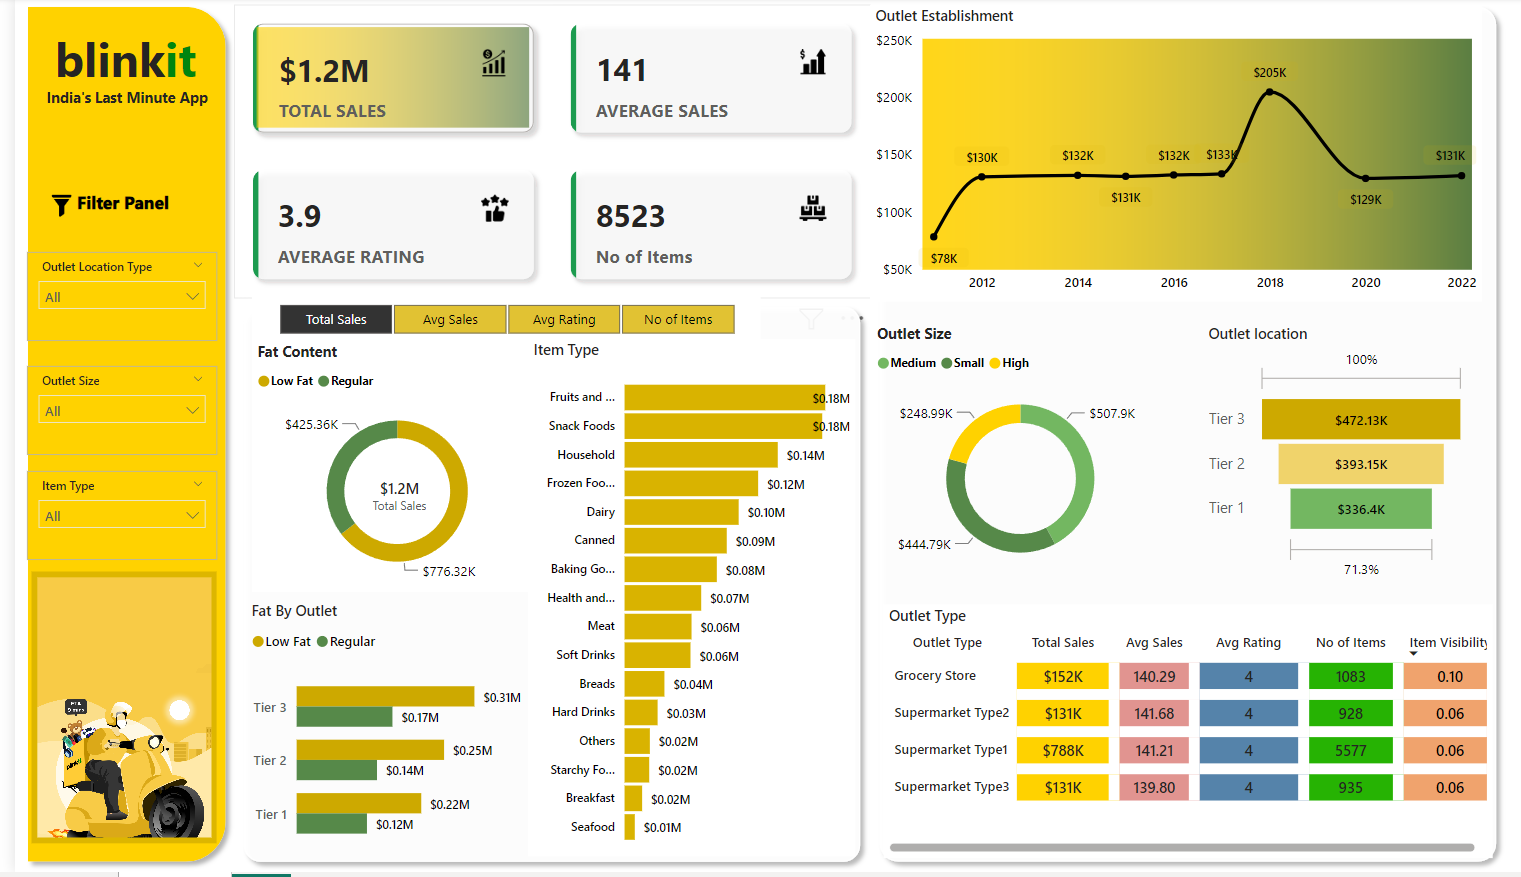 blinkit
India's Last Minute App
Filter Panel
Outlet Location Type
All
Outlet Size
All
Item Type
All
$1.2M
TOTAL SALES
141
AVERAGE SALES
3.9
AVERAGE RATING
8523
No of Items
Total Sales
Avg Sales
Avg Rating
No of Items
Fat Content
Low Fat
Regular
$425.36K
$1.2M
Total Sales
$776.32K
Fat By Outlet
Low Fat
Regular
Tier 3
$0.31M
$0.17M
Tier 2
$0.25M
$0.14M
Tier 1
$0.22M
$0.12M
Item Type
Fruits and ... $0.18M
Snack Foods $0.18M
Household $0.14M
Frozen Foo... $0.12M
Dairy $0.10M
Canned $0.09M
Baking Go... $0.08M
Health and... $0.07M
Meat $0.06M
Soft Drinks $0.06M
Breads $0.04M
Hard Drinks $0.03M
Others $0.02M
Starchy Fo... $0.02M
Breakfast $0.02M
Seafood $0.01M
Outlet Establishment
$250K
$200K
$150K
$100K
$50K
$78K
$130K
$132K
$131K
$132K
$133K
$205K
$129K
$131K
2012 2014 2016 2018 2020 2022
Outlet Size
Medium Small High
$248.99K
$507.9K
$444.79K
Outlet location
100%
Tier 3 $472.13K
Tier 2 $393.15K
Tier 1 $336.4K
71.3%
Outlet Type
Outlet Type Total Sales Avg Sales Avg Rating No of Items Item Visibility
Grocery Store $152K 140.29 4 1083 0.10
Supermarket Type2 $131K 141.68 4 928 0.06
Supermarket Type1 $788K 141.21 4 5577 0.06
Supermarket Type3 $131K 139.80 4 935 0.06